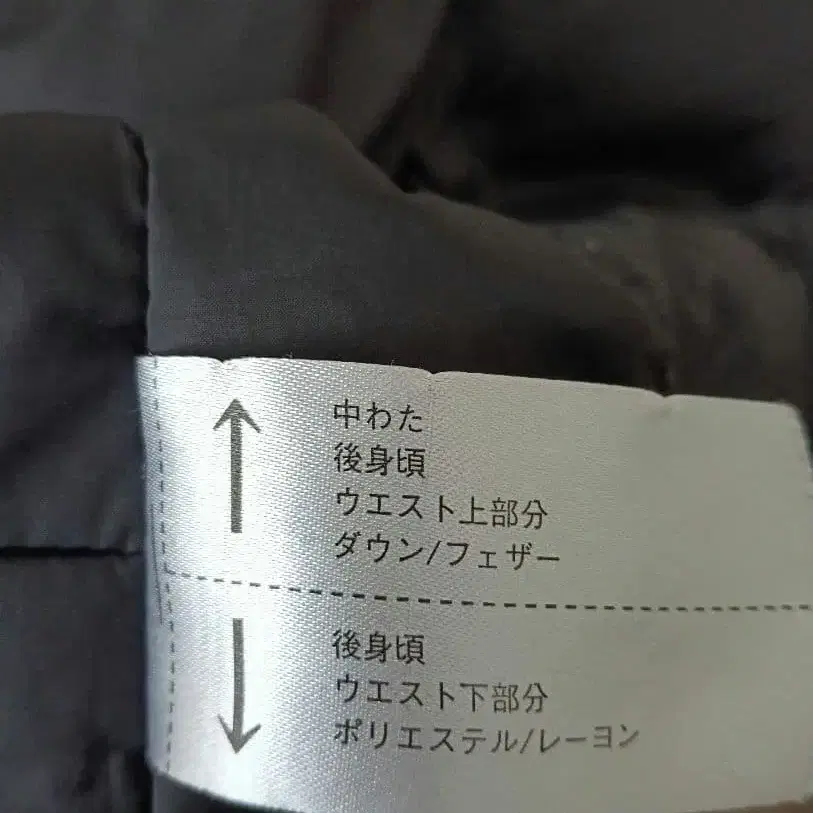 中わた
後身頃
ウエスト上部分
ダウン/フェザー
後身頃
ウエスト下部分
ポリエステル/レーヨン